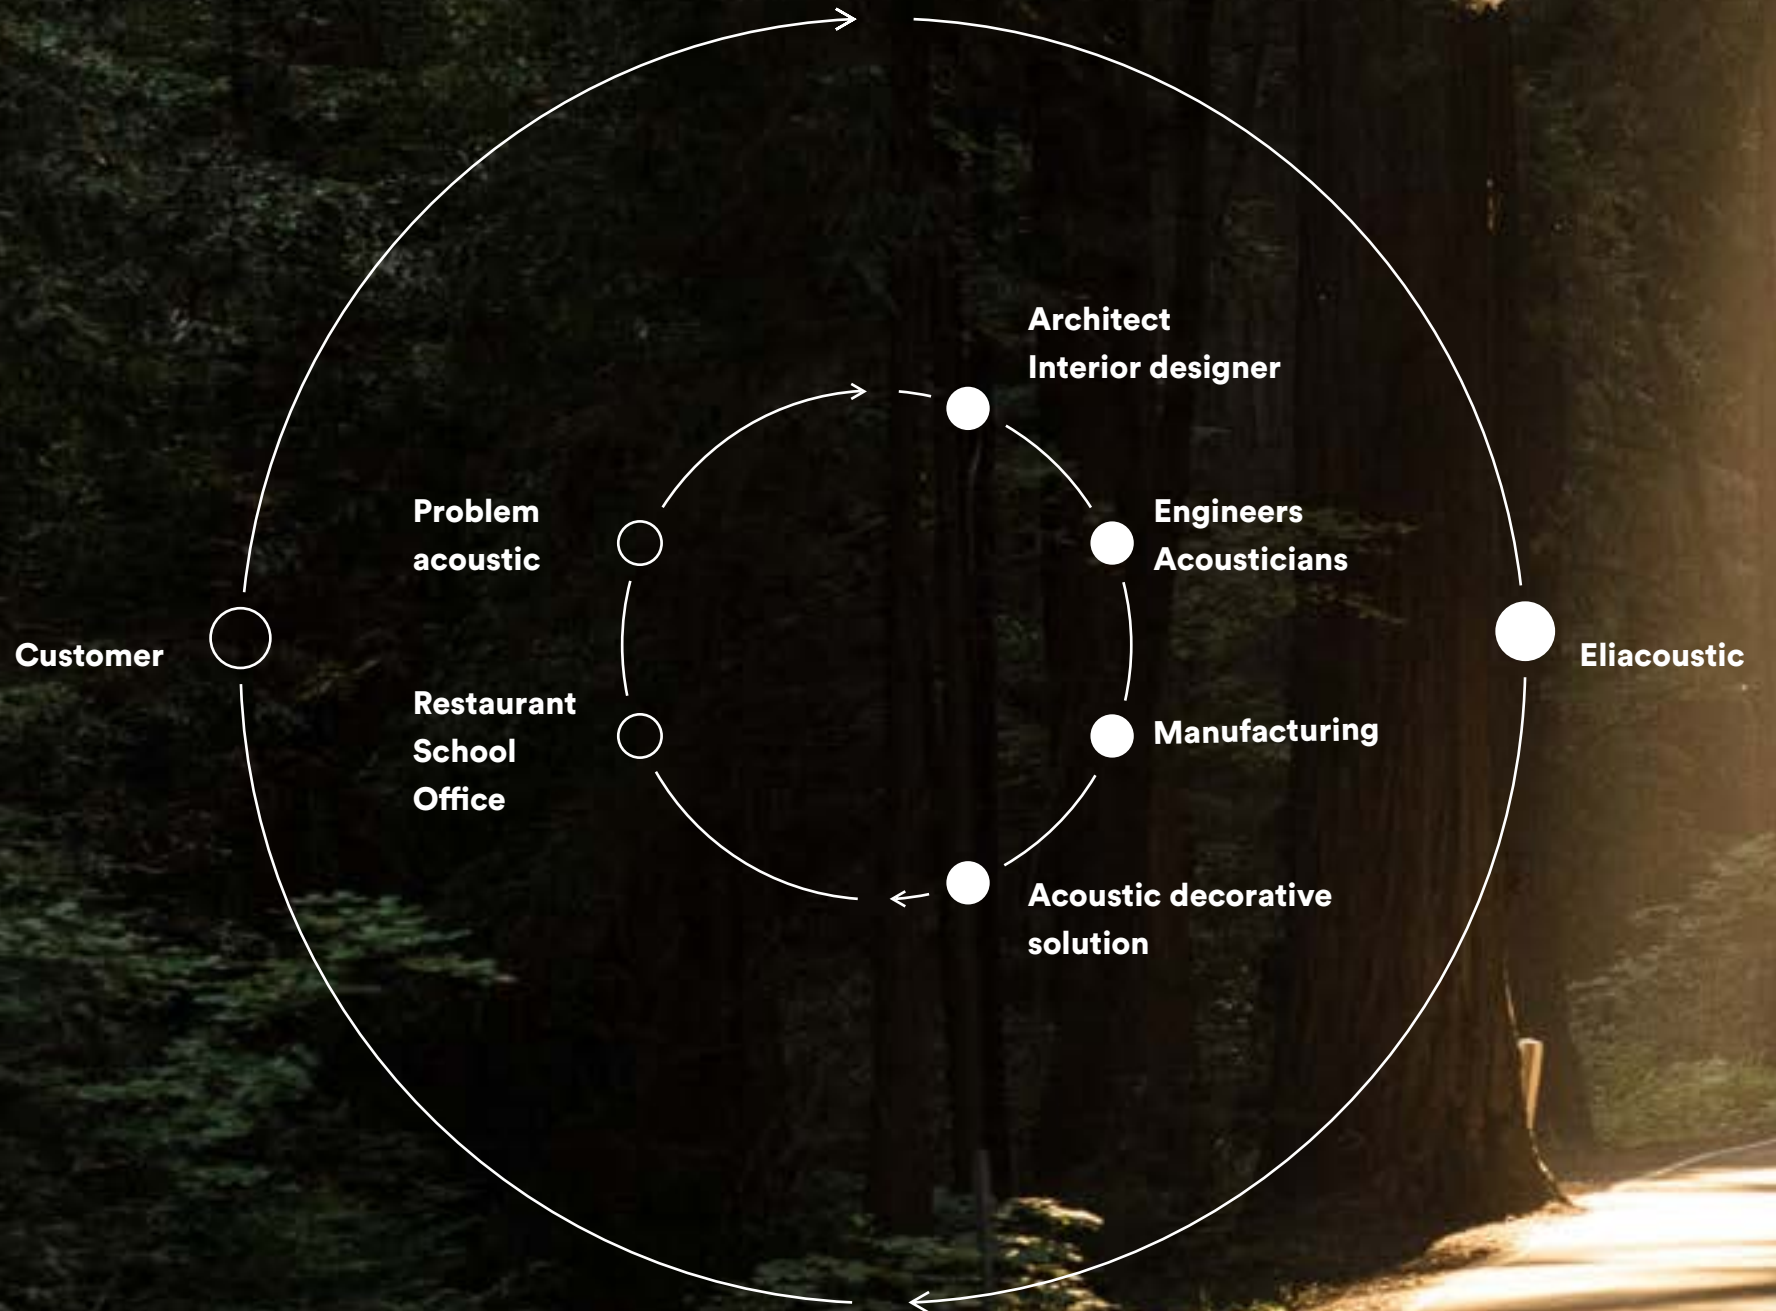 Architect
Interior designer
Problem
acoustic
Engineers
Acousticians
Customer
Eliacoustic
Restaurant
School
Office
Manufacturing
Acoustic decorative
solution